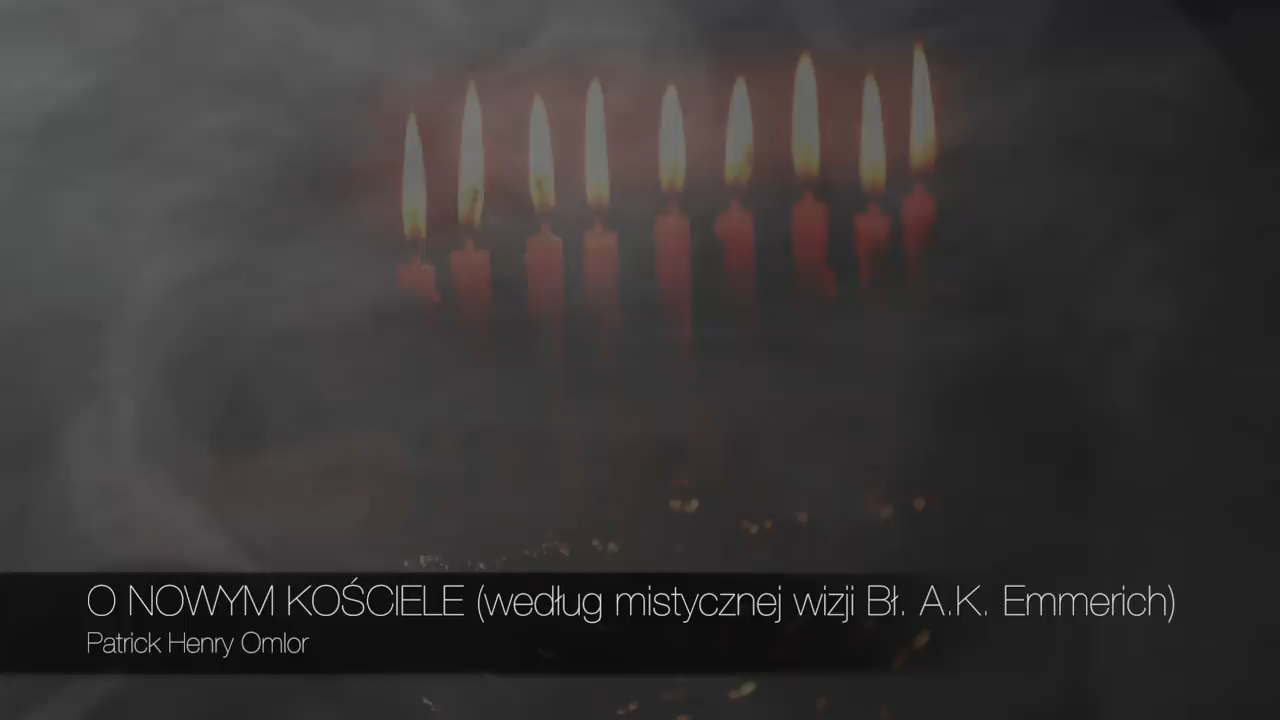 O NOWYM KOŚCIELE (według mistycznej wizji Bł. A.K. Emmerich)
Patrick Henry Omlor